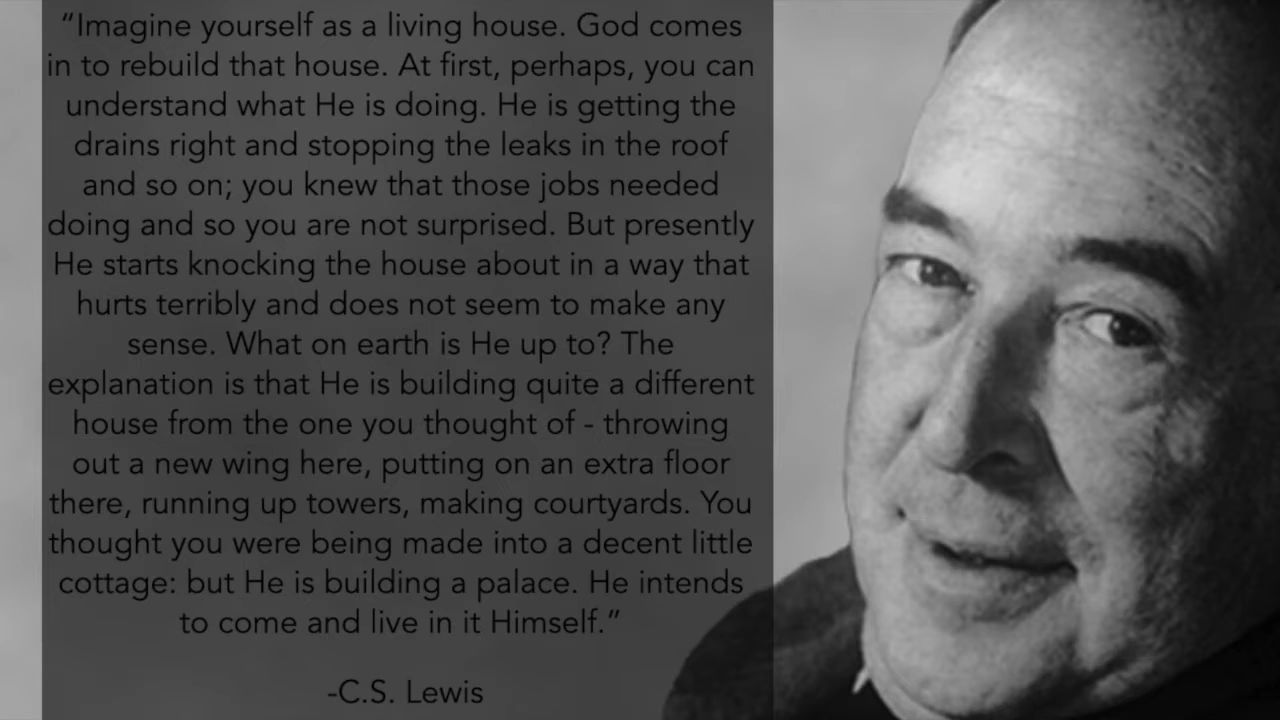 “Imagine yourself as a living house. God comes
in to rebuild that house. At first, perhaps, you can
understand what He is doing. He is getting the
drains right and stopping the leaks in the roof
and so on; you knew that those jobs needed
doing and so you are not surprised. But presently
He starts knocking the house about in a way that
hurts terribly and does not seem to make any
sense. What on earth is He up to? The
explanation is that He is building quite a different
house from the one you thought of - throwing
out a new wing here, putting on an extra floor
there, running up towers, making courtyards. You
thought you were being made into a decent little
cottage: but He is building a palace. He intends
to come and live in it Himself.”
-C.S. Lewis